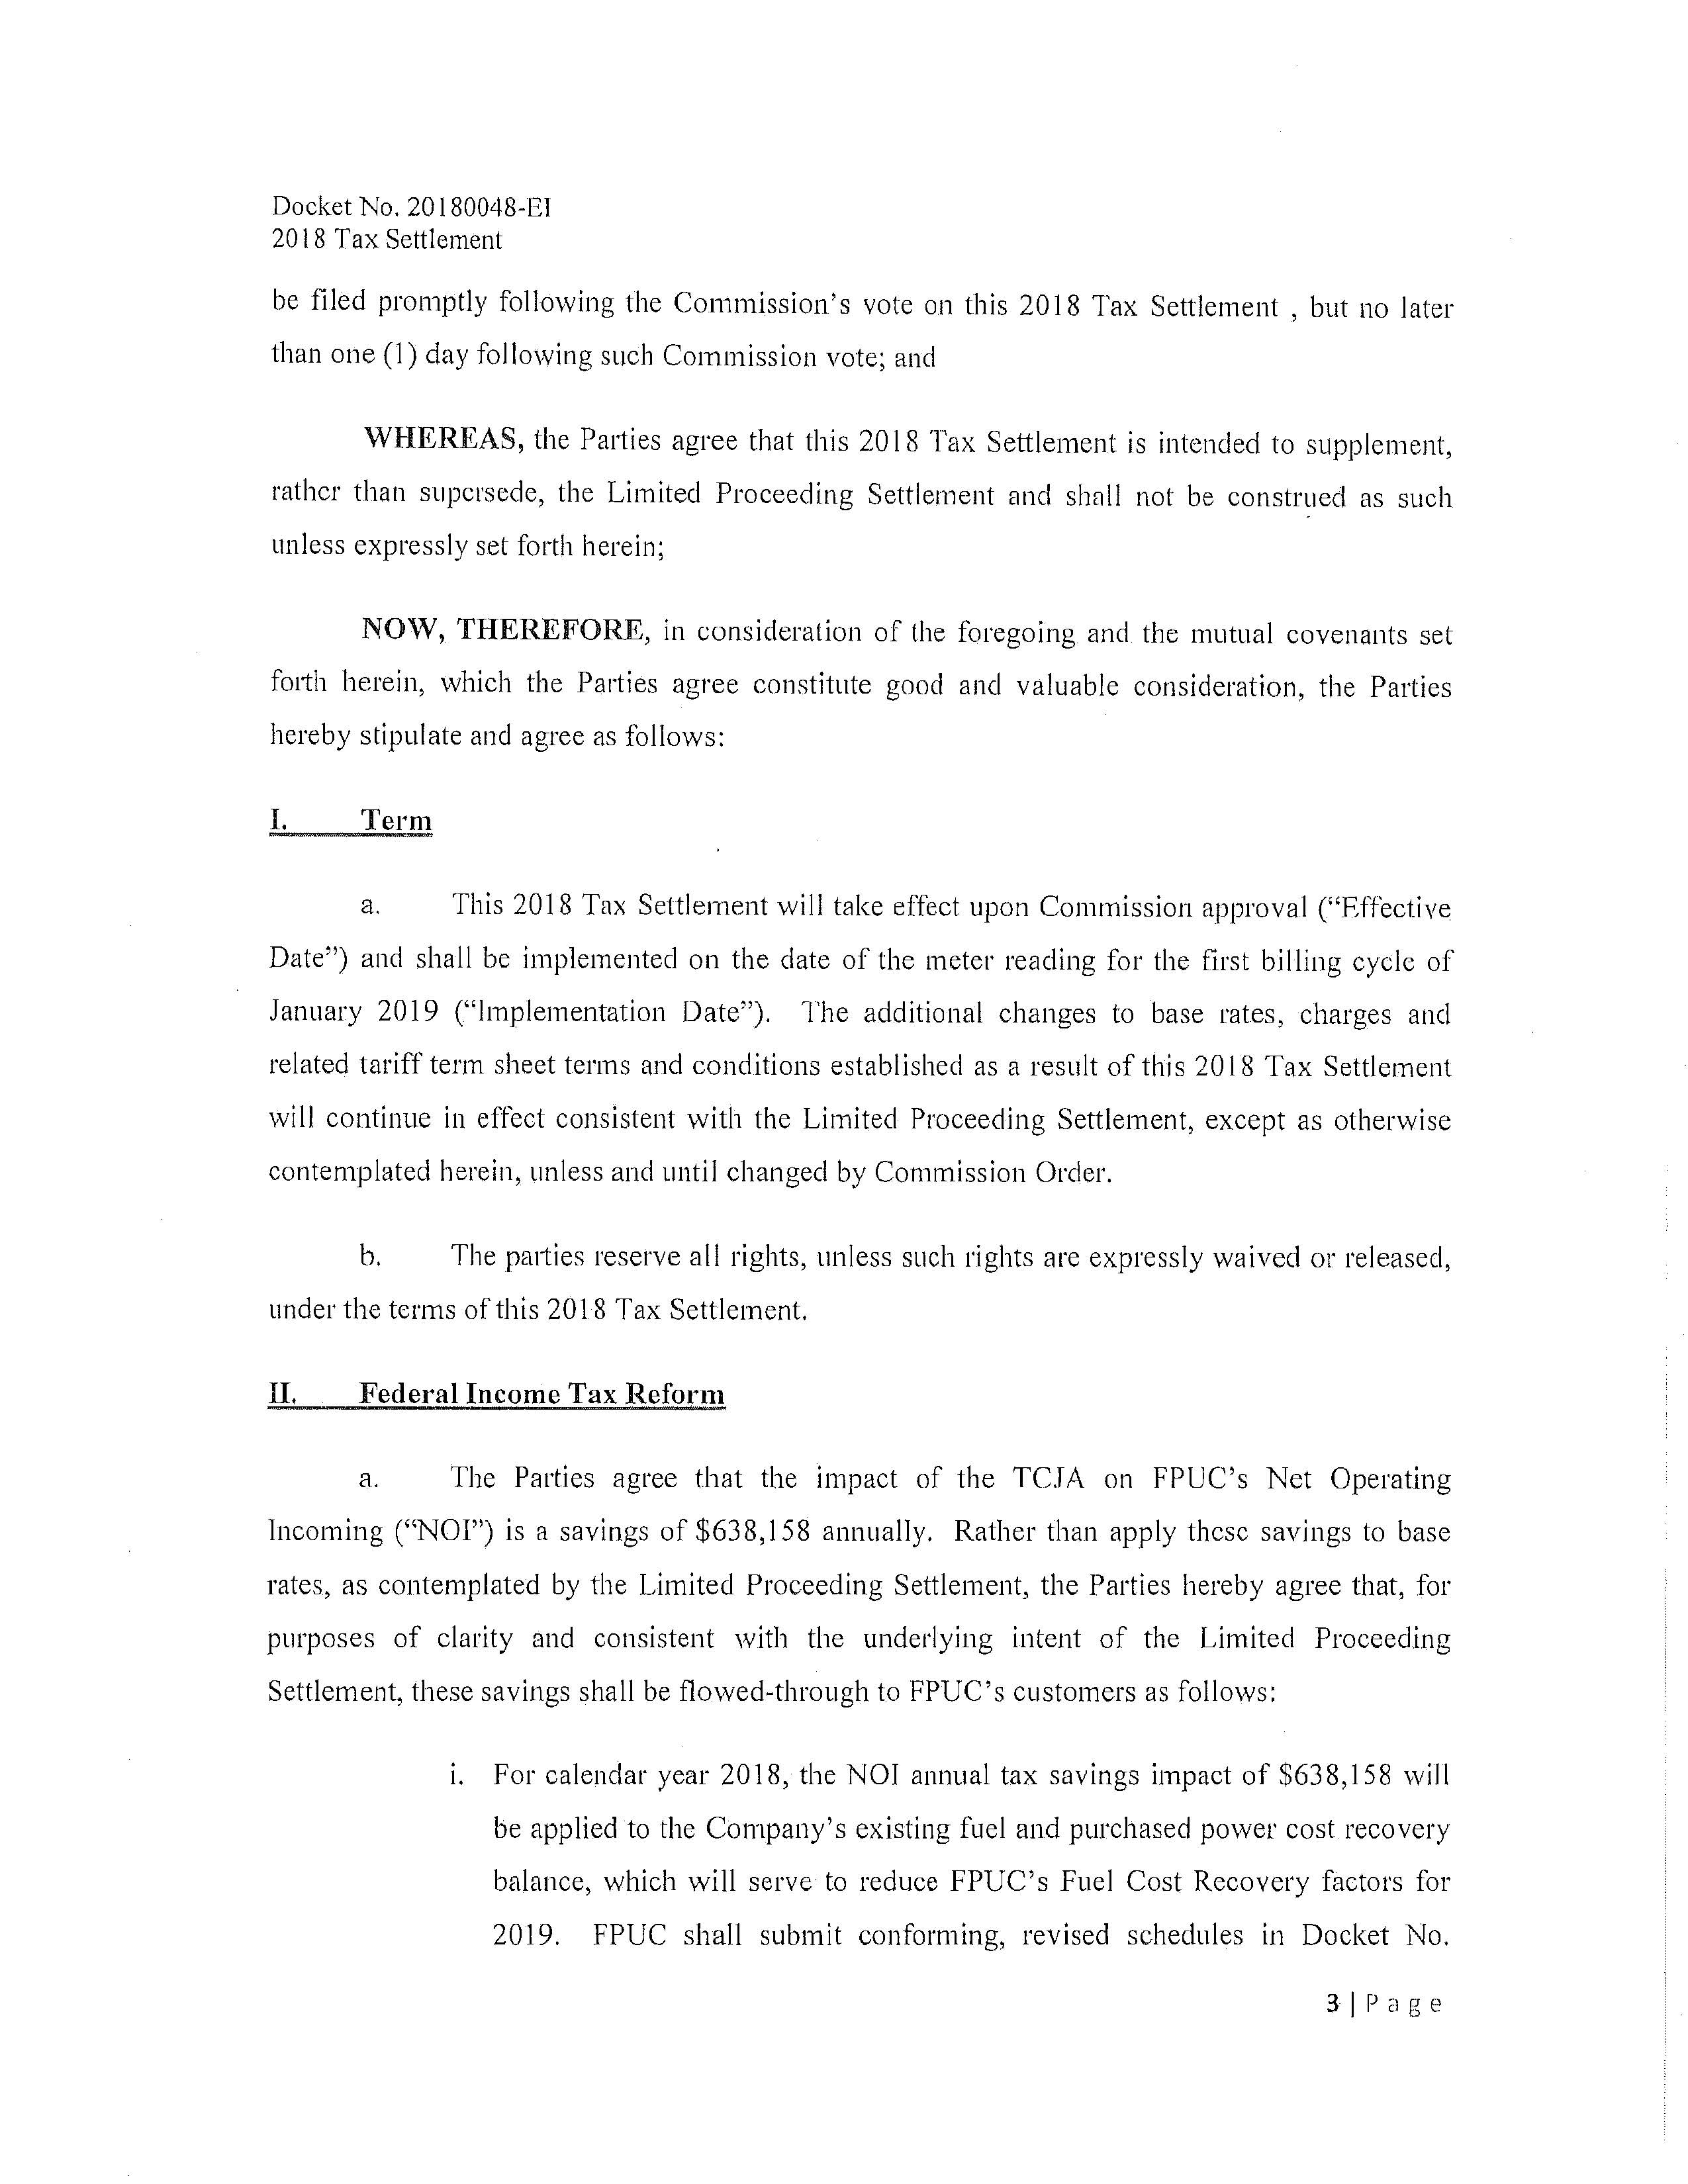 Docket No. 20180048-EI
2018 Tax Settlement
be filed promptly following the Commission's vote on this 2018 Tax Settlement , but no later
than one (1) day following such Commission vote; and
WHEREAS, the Parties agree that this 2018 Tax Settlement is intended to supplement,
rather than supersede, the Limited Proceeding Settlement and shall not be construed as such
unless expressly set forth herein;
NOW, THEREFORE, in consideration of the foregoing and the mutual covenants set
forth herein, which the Parties agree constitute good and valuable consideration, the Parties
hereby stipulate and agree as follows:
I. Term
a. This 2018 Tax Settlement will take effect upon Commission approval ("Effective
Date") and shall be implemented on the date of the meter reading for the first billing cycle of
January 2019 ("Implementation Date"). The additional changes to base rates, charges and
related tariff term sheet terms and conditions established as a result of this 2018 Tax Settlement
will continue in effect consistent with the Limited Proceeding Settlement, except as otherwise
contemplated herein, unless and until changed by Commission Order.
b. The parties reserve all rights, unless such rights are expressly waived or released,
under the terms of this 2018 Tax Settlement.
II. Federal Income Tax Reform
a. The Parties agree that the impact of the TCJA on FPUC's Net Operating
Incoming ("NOI") is a savings of $638,158 annually. Rather than apply these savings to base
rates, as contemplated by the Limited Proceeding Settlement, the Parties hereby agree that, for
purposes of clarity and consistent with the underlying intent of the Limited Proceeding
Settlement, these savings shall be flowed-through to FPUC's customers as follows:
i. For calendar year 2018, the NOI annual tax savings impact of $638,158 will
be applied to the Company's existing fuel and purchased power cost recovery
balance, which will serve to reduce FPUC's Fuel Cost Recovery factors for
2019. FPUC shall submit conforming, revised schedules in Docket No.
3 | P a g e